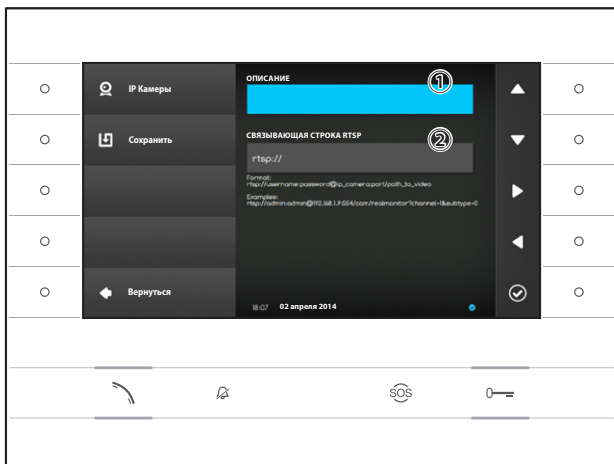 IP Камеры
Сохранить
Вернуться
ОПИСАНИЕ
1
СВЯЗЫВАЮЩАЯ СТРОКА RTSP
2
rtsp://
Format:
rtsp://username:password@ip_camera:port/path_to_video
Examples:
rtsp://admin:admin@192.168.1.9:554/cam/realmonitor?channel=1&subtype=0
18:07 02 апреля 2014
SOS